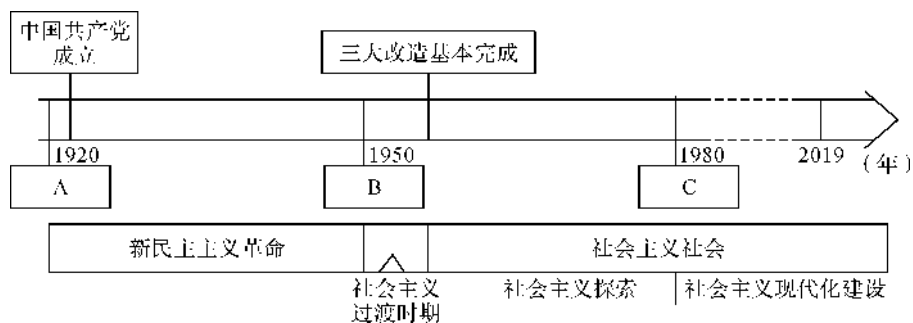 中国共产党
成立
三大改造基本完成
1920
1950
1980
2019
(年)
A
B
C
新民主主义革命
社会主义社会
社会主义
过渡时期
社会主义探索
社会主义现代化建设